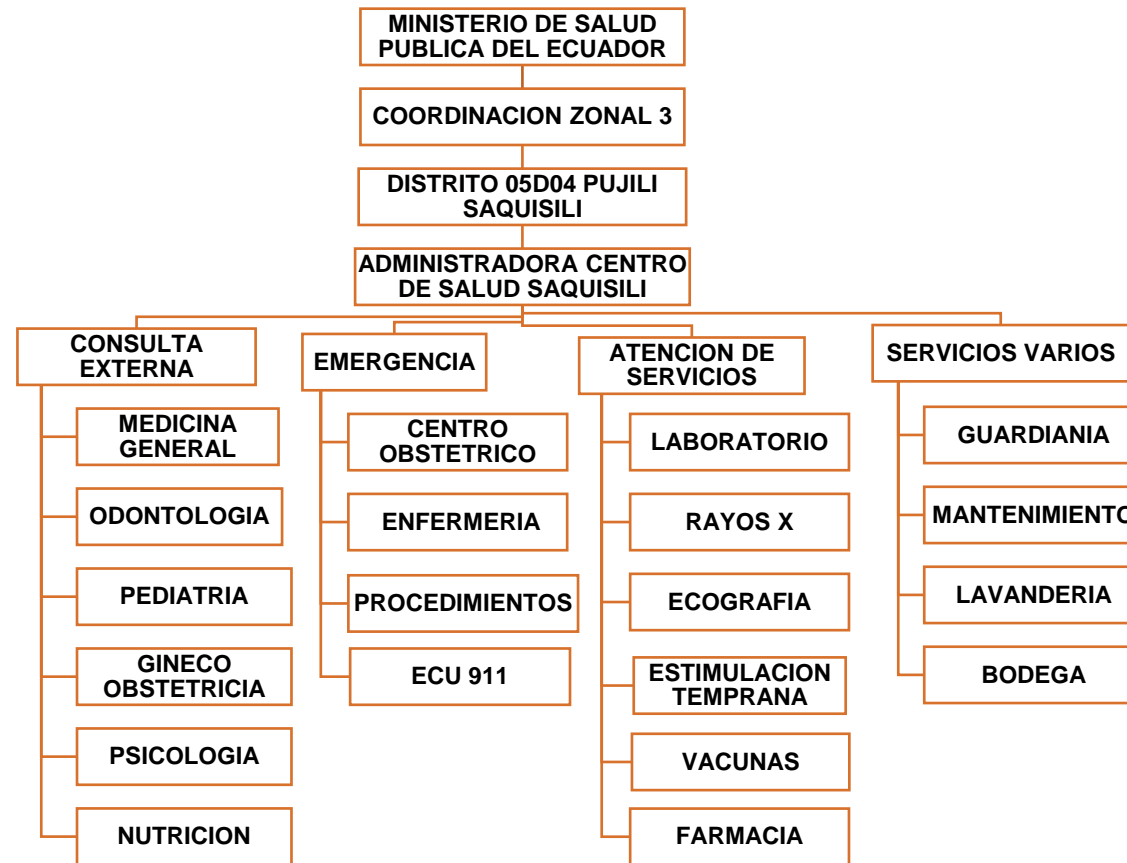 MINISTERIO DE SALUD
PUBLICA DEL ECUADOR
COORDINACION ZONAL 3
DISTRITO 05D04 PUJILI
SAQUISILI
ADMINISTRADORA CENTRO
DE SALUD SAQUISILI
CONSULTA
EXTERNA
MEDICINA
GENERAL
ODONTOLOGIA
PEDIATRIA
GINECO
OBSTETRICIA
PSICOLOGIA
NUTRICION
EMERGENCIA
CENTRO
OBSTETRICO
ENFERMERIA
PROCEDIMIENTOS
ECU 911
ATENCION DE
SERVICIOS
LABORATORIO
RAYOS X
ECOGRAFIA
ESTIMULACION
TEMPRANA
VACUNAS
FARMACIA
SERVICIOS VARIOS
GUARDIANIA
MANTENIMIENTO
LAVANDERIA
BODEGA